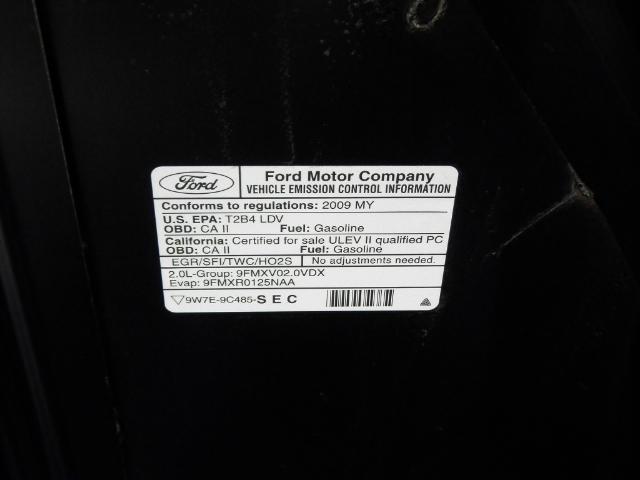 Ford
Ford Motor Company
VEHICLE EMISSION CONTROL INFORMATION
Conforms to regulations: 2009 MY
U.S. EPA: T2B4 LDV
OBD: CA II Fuel: Gasoline
California: Certified for sale ULEV II qualified PC
OBD: CA II Fuel: Gasoline
EGR/SFI/TWC/HO2S No adjustments needed.
2.0L-Group: 9FMXV02.0VDX
Evap: 9FMXR0125NAA
9W7E-9C485-S E C